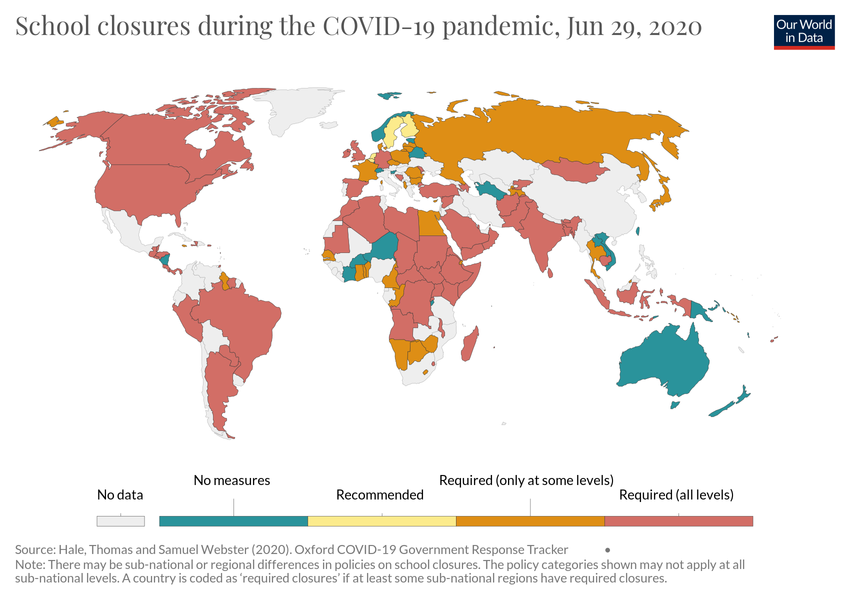 School closures during the COVID-19 pandemic, Jun 29, 2020
Our World
in Data
No data
No measures
Recommended
Required (only at some levels)
Required (all levels)
Source: Hale, Thomas and Samuel Webster (2020). Oxford COVID-19 Government Response Tracker •
Note: There may be sub-national or regional differences in policies on school closures. The policy categories shown may not apply at all
sub-national levels. A country is coded as 'required closures' if at least some sub-national regions have required closures.